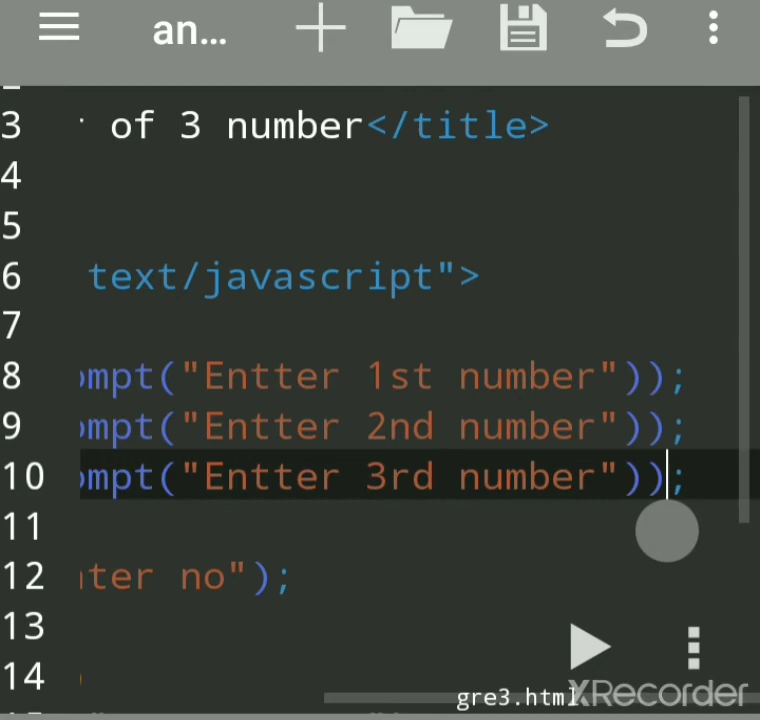 an...
3 of 3 number</title>
4
5
6 text/javascript">
7
8 ompt("Entter 1st number"));
9 ompt("Entter 2nd number"));
10 ompt("Entter 3rd number"));
11
12 ter no");
13
14
gre3.html
XRecorder